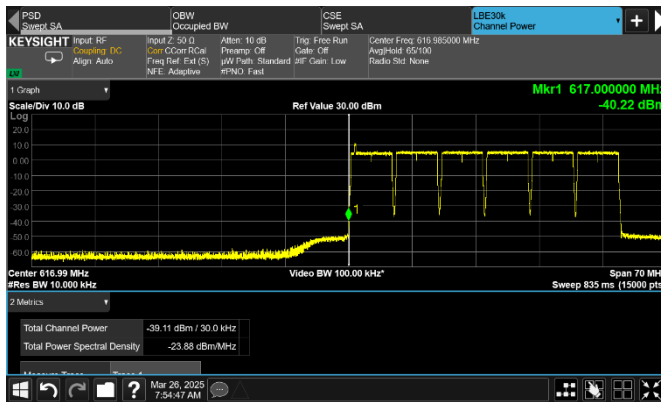 PSD
Swept SA
OBW
Occupied BW
CSE
Swept SA
LBE30k
Channel Power
+
KEYSIGHT
Input: RF
Coupling: DC
Align: Auto
Input Z: 50 Ω
Corr CCorr RCal
Freq Ref: Ext (S)
NFE: Adaptive
Atten: 10 dB
Preamp: Off
µW Path: Standard
#PNO: Fast
Trig: Free Run
Gate: Off
#IF Gain: Low
Center Freq: 616.985000 MHz
Avg|Hold: 65/100
Radio Std: None
1 Graph
Scale/Div 10.0 dB
Ref Value 30.00 dBm
Mkr1 617.000000 MHz
-40.22 dBm
Log
20.0
10.0
0.00
-10.0
-20.0
-30.0
-40.0
-50.0
-60.0
1
Center 616.99 MHz
#Res BW 10.000 kHz
Video BW 100.00 kHz*
Span 70 MH
Sweep 835 ms (15000 pts
2 Metrics
Total Channel Power -39.11 dBm / 30.0 kHz
Total Power Spectral Density -23.88 dBm/MHz
?
Mar 26, 2025
7:54:47 AM